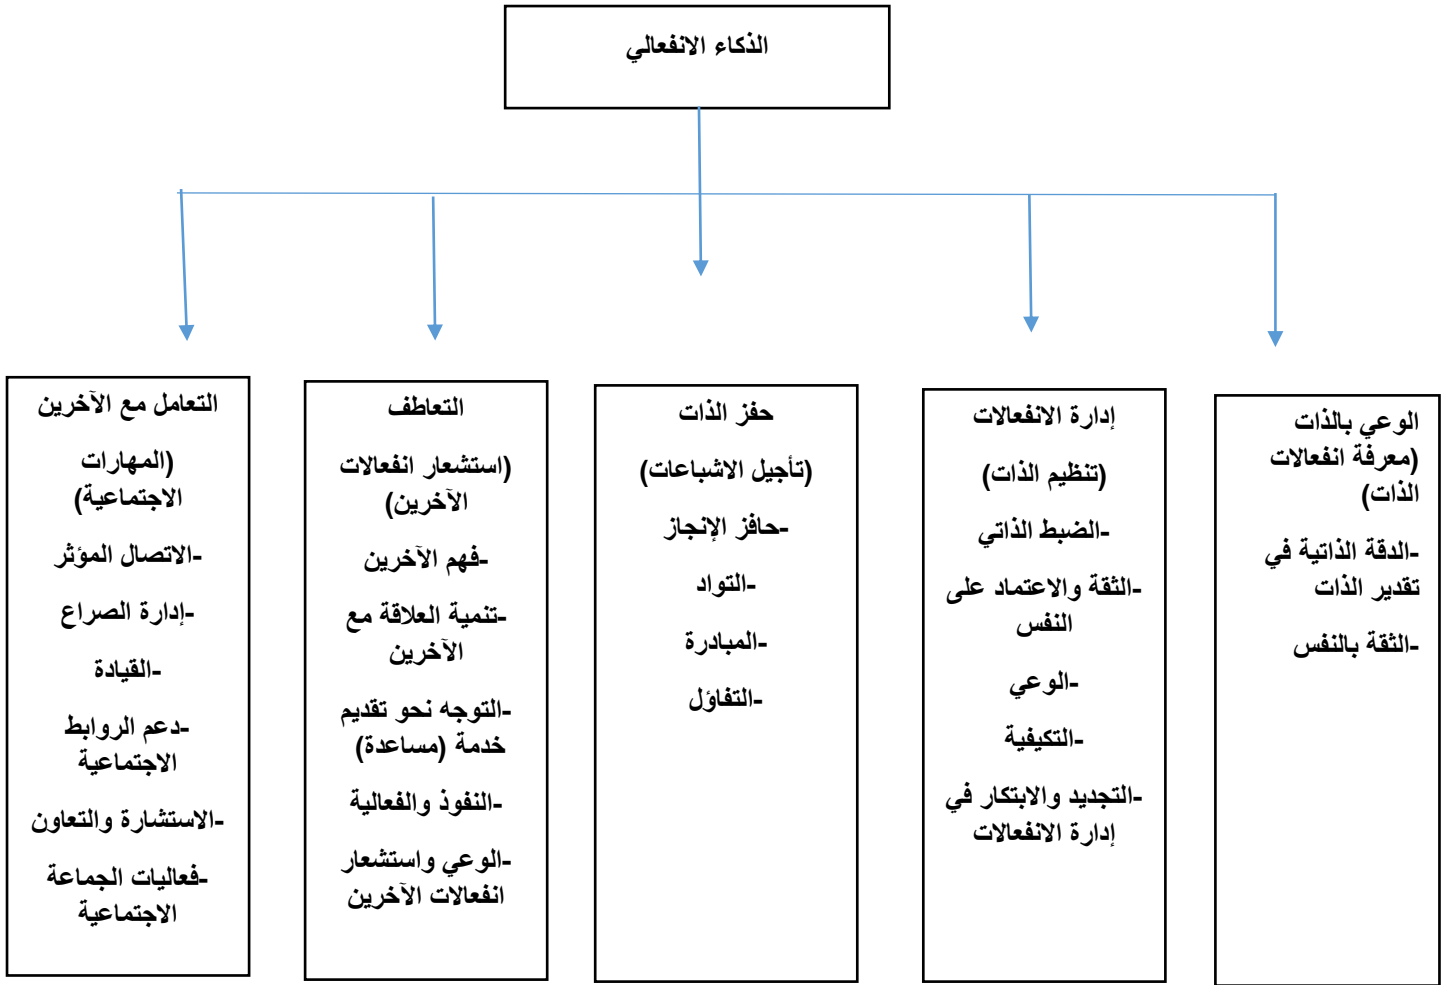 الذكاء الانفعالي
الوعي بالذات
(معرفة انفعالات
الذات)
-الدقة الذاتية في
تقدير الذات
-الثقة بالنفس
إدارة الانفعالات
(تنظيم الذات)
-الضبط الذاتي
-الثقة والاعتماد على
النفس
-الوعي
-التكيفية
-التجديد والابتكار في
إدارة الانفعالات
حفز الذات
(تأجيل الاشباعات)
-حافز الإنجاز
-التواد
-المبادرة
-التفاؤل
التعاطف
(استشعار انفعالات
الآخرين)
-فهم الآخرين
-تنمية العلاقة مع
الآخرين
-التوجه نحو تقديم
خدمة (مساعدة)
-النفوذ والفعالية
-الوعي واستشعار
انفعالات الآخرين
التعامل مع الآخرين
(المهارات
الاجتماعية)
-الاتصال المؤثر
-إدارة الصراع
-القيادة
-دعم الروابط
الاجتماعية
-الاستشارة والتعاون
-فعاليات الجماعة
الاجتماعية